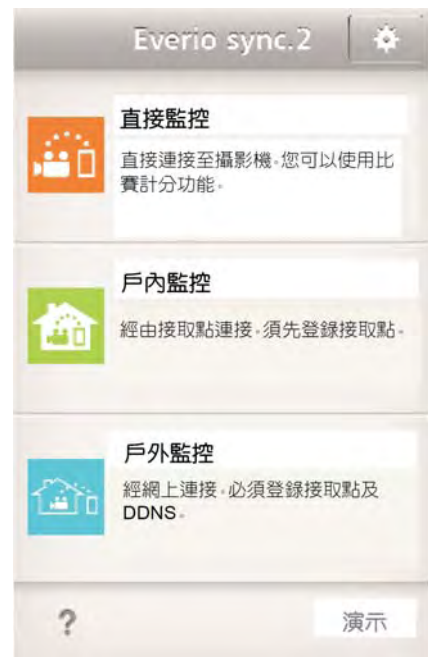 Everio sync.2
直接監控
直接連接至攝影機。您可以使用比
賽計分功能。
戶內監控
經由接取點連接。須先登錄接取點。
戶外監控
經網上連接。必須登錄接取點及
DDNS。
?
演示